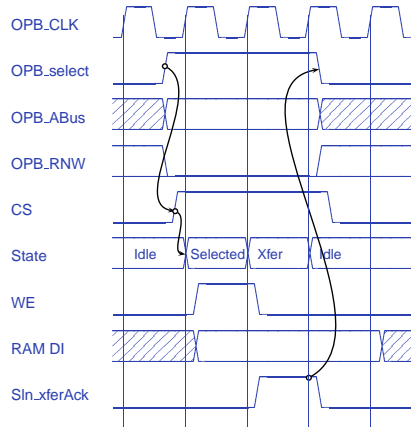 OPB_CLK
OPB_select
OPB_ABus
OPB_RNW
CS
State Idle Selected Xfer Idle
WE
RAM DI
Sln_xferAck